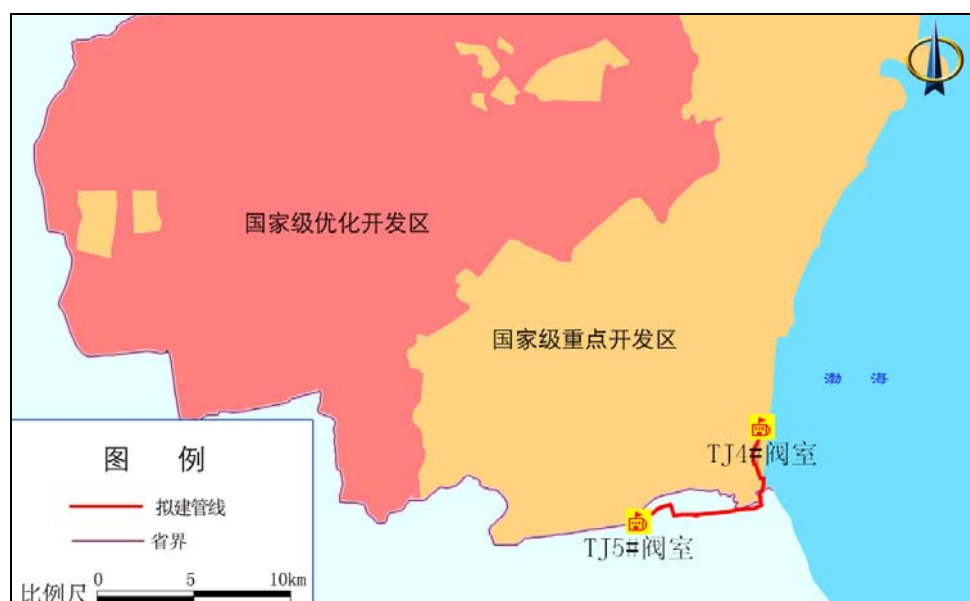 国家级优化开发区
国家级重点开发区
渤 海
TJ4#阀室
TJ5#阀室
图 例
拟建管线
省界
比例尺 0 5 10km